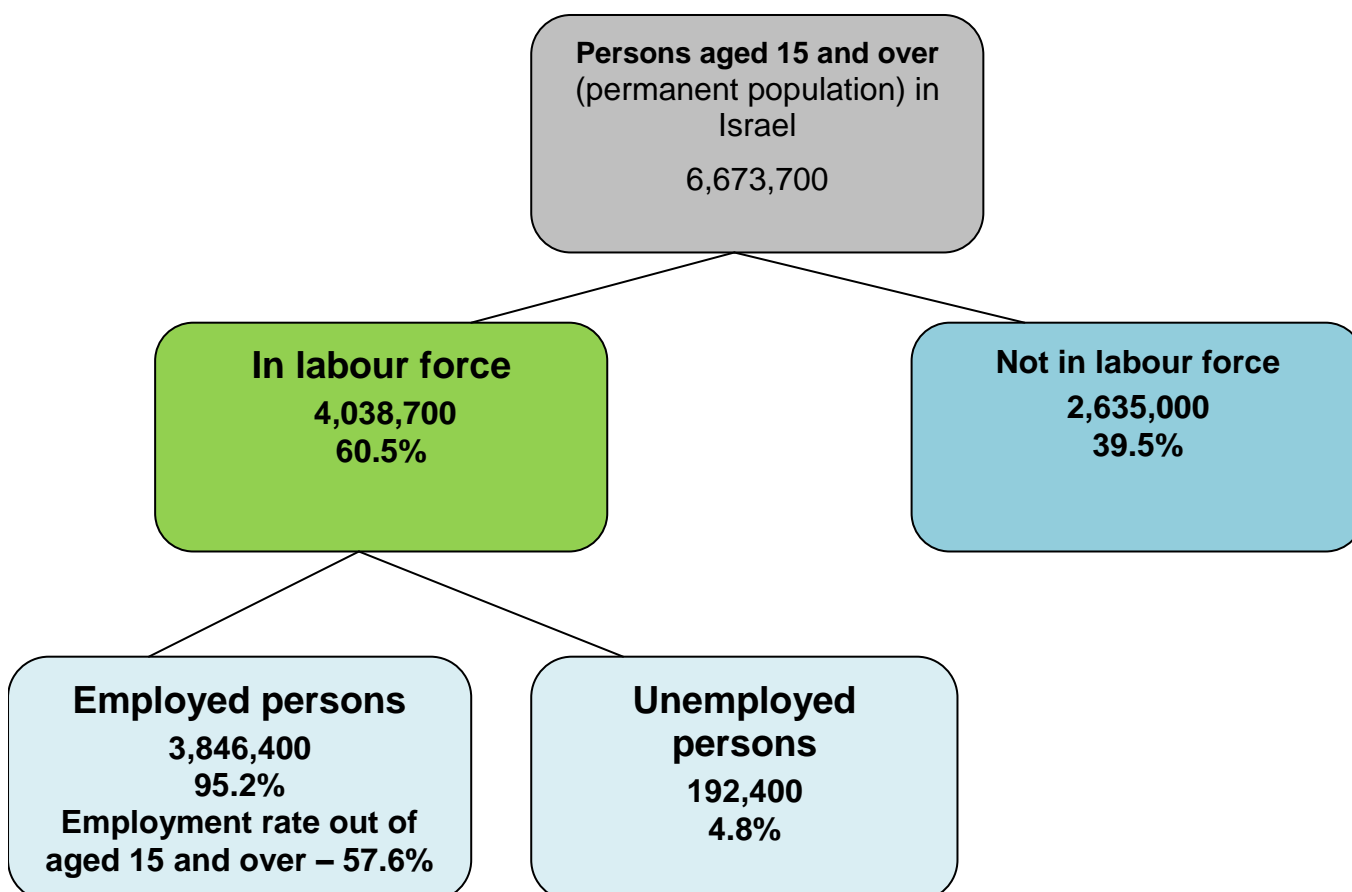 Persons aged 15 and over
(permanent population) in
Israel
6,673,700
In labour force
4,038,700
60.5%
Not in labour force
2,635,000
39.5%
Employed persons
3,846,400
95.2%
Employment rate out of
aged 15 and over – 57.6%
Unemployed
persons
192,400
4.8%